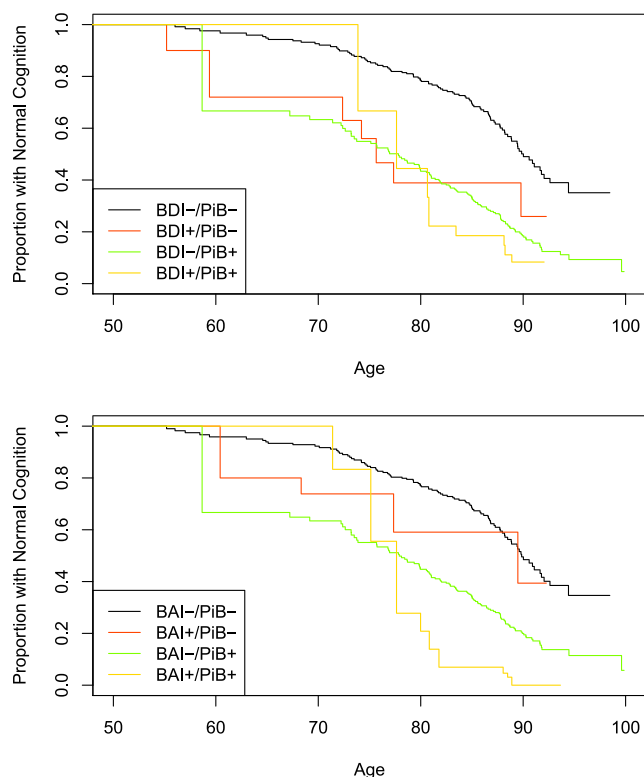 Proportion with Normal Cognition
1.0
0.8
0.6
0.4
0.2
0.0
BDI−/PiB−
BDI+/PiB−
BDI−/PiB+
BDI+/PiB+
50 60 70 80 90 100
Age
Proportion with Normal Cognition
1.0
0.8
0.6
0.4
0.2
0.0
BAI−/PiB−
BAI+/PiB−
BAI−/PiB+
BAI+/PiB+
50 60 70 80 90 100
Age